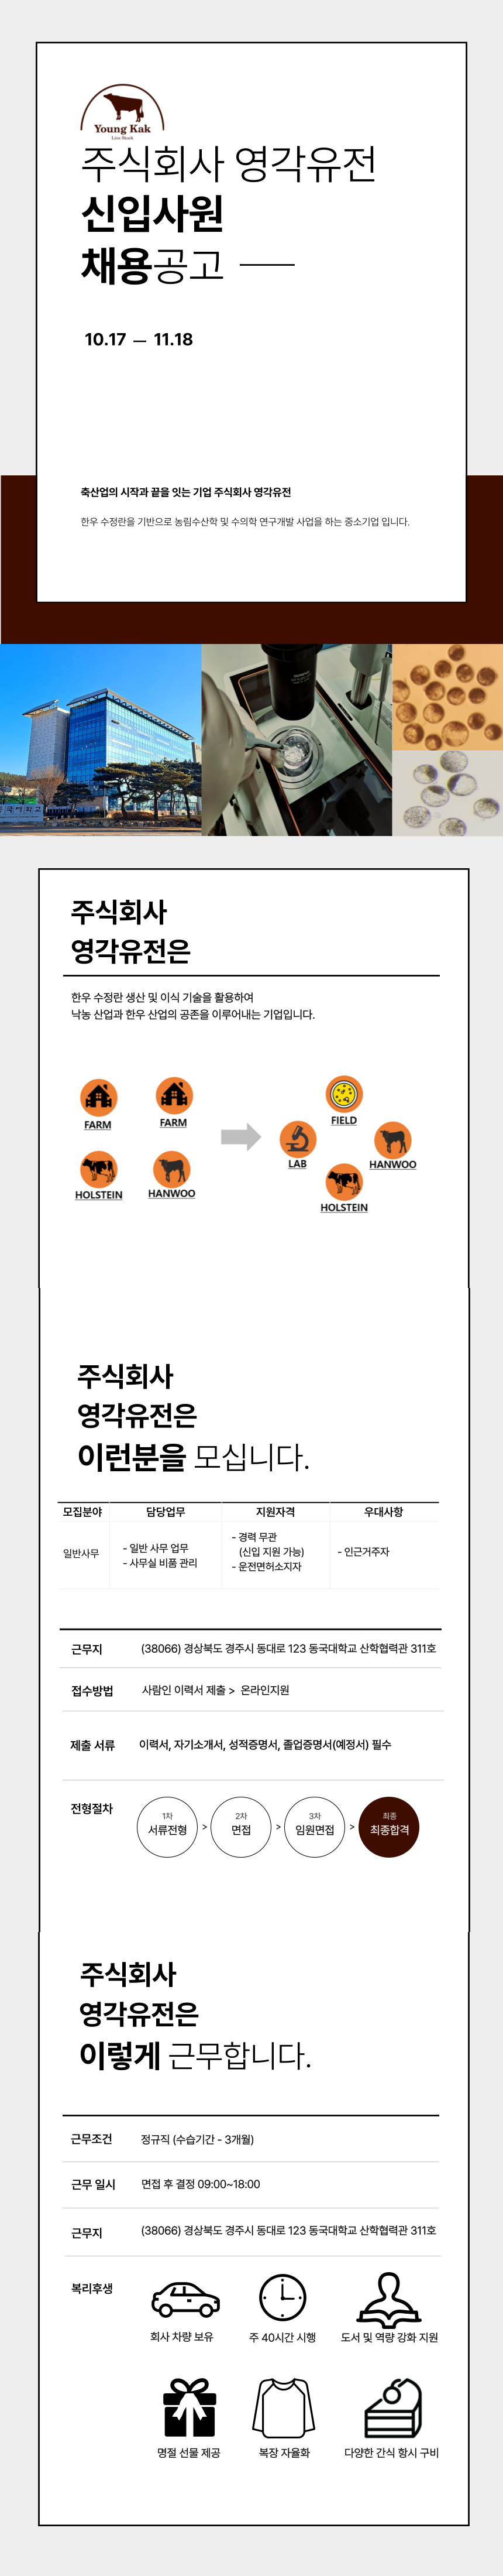 Young Kak
Live Stock
주식회사 영각유전
신입사원
채용공고
10.17 — 11.18
축산업의 시작과 끝을 잇는 기업 주식회사 영각유전
한우 수정란을 기반으로 농림수산학 및 수의학 연구개발 사업을 하는 중소기업 입니다.
주식회사
영각유전은
한우 수정란 생산 및 이식 기술을 활용하여
낙농 산업과 한우 산업의 공존을 이루어내는 기업입니다.
FARM
FARM
FIELD
LAB
HANWOO
HOLSTEIN
HANWOO
HOLSTEIN
주식회사
영각유전은
이런분을 모십니다.
모집분야 담당업무 지원자격 우대사항
일반사무
- 일반 사무 업무
- 사무실 비품 관리
- 경력 무관
(신입 지원 가능)
- 운전면허소지자
- 인근거주자
근무지 (38066) 경상북도 경주시 동대로 123 동국대학교 산학협력관 311호
접수방법 사람인 이력서 제출 > 온라인지원
제출 서류 이력서, 자기소개서, 성적증명서, 졸업증명서(예정서) 필수
전형절차
1차
서류전형
>
2차
면접
>
3차
임원면접
>
최종
최종합격
주식회사
영각유전은
이렇게 근무합니다.
근무조건 정규직 (수습기간 - 3개월)
근무 일시 면접 후 결정 09:00~18:00
근무지 (38066) 경상북도 경주시 동대로 123 동국대학교 산학협력관 311호
복리후생
회사 차량 보유
주 40시간 시행
도서 및 역량 강화 지원
명절 선물 제공
복장 자율화
다양한 간식 항시 구비